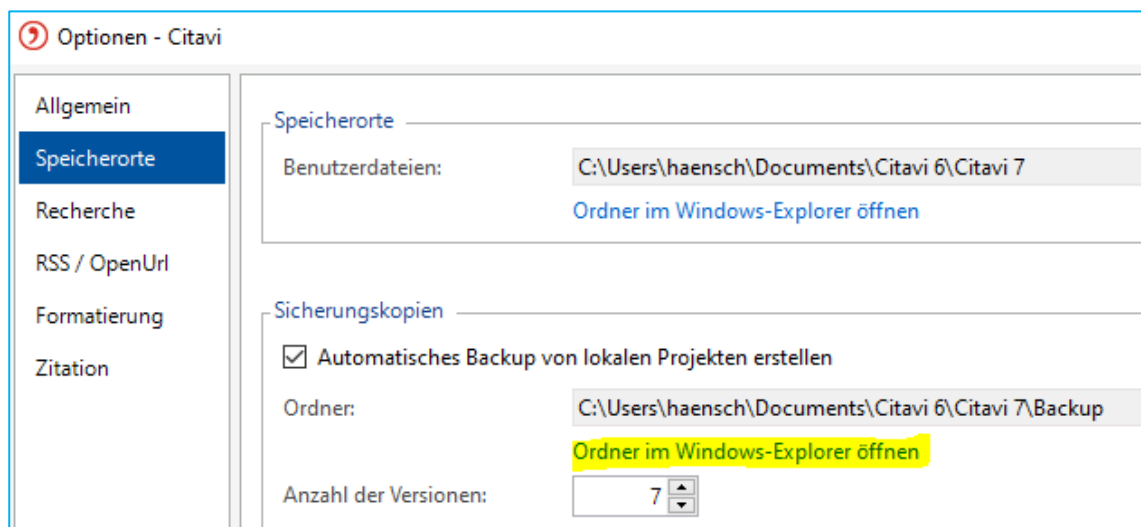 Optionen - Citavi
Allgemein
Speicherorte
Recherche
RSS / OpenUrl
Formatierung
Zitation
Speicherorte
Benutzerdateien: C:\Users\haensch\Documents\Citavi 6\Citavi 7
Ordner im Windows-Explorer öffnen
Sicherungskopien
Automatisches Backup von lokalen Projekten erstellen
Ordner: C:\Users\haensch\Documents\Citavi 6\Citavi 7\Backup
Ordner im Windows-Explorer öffnen
Anzahl der Versionen: 7